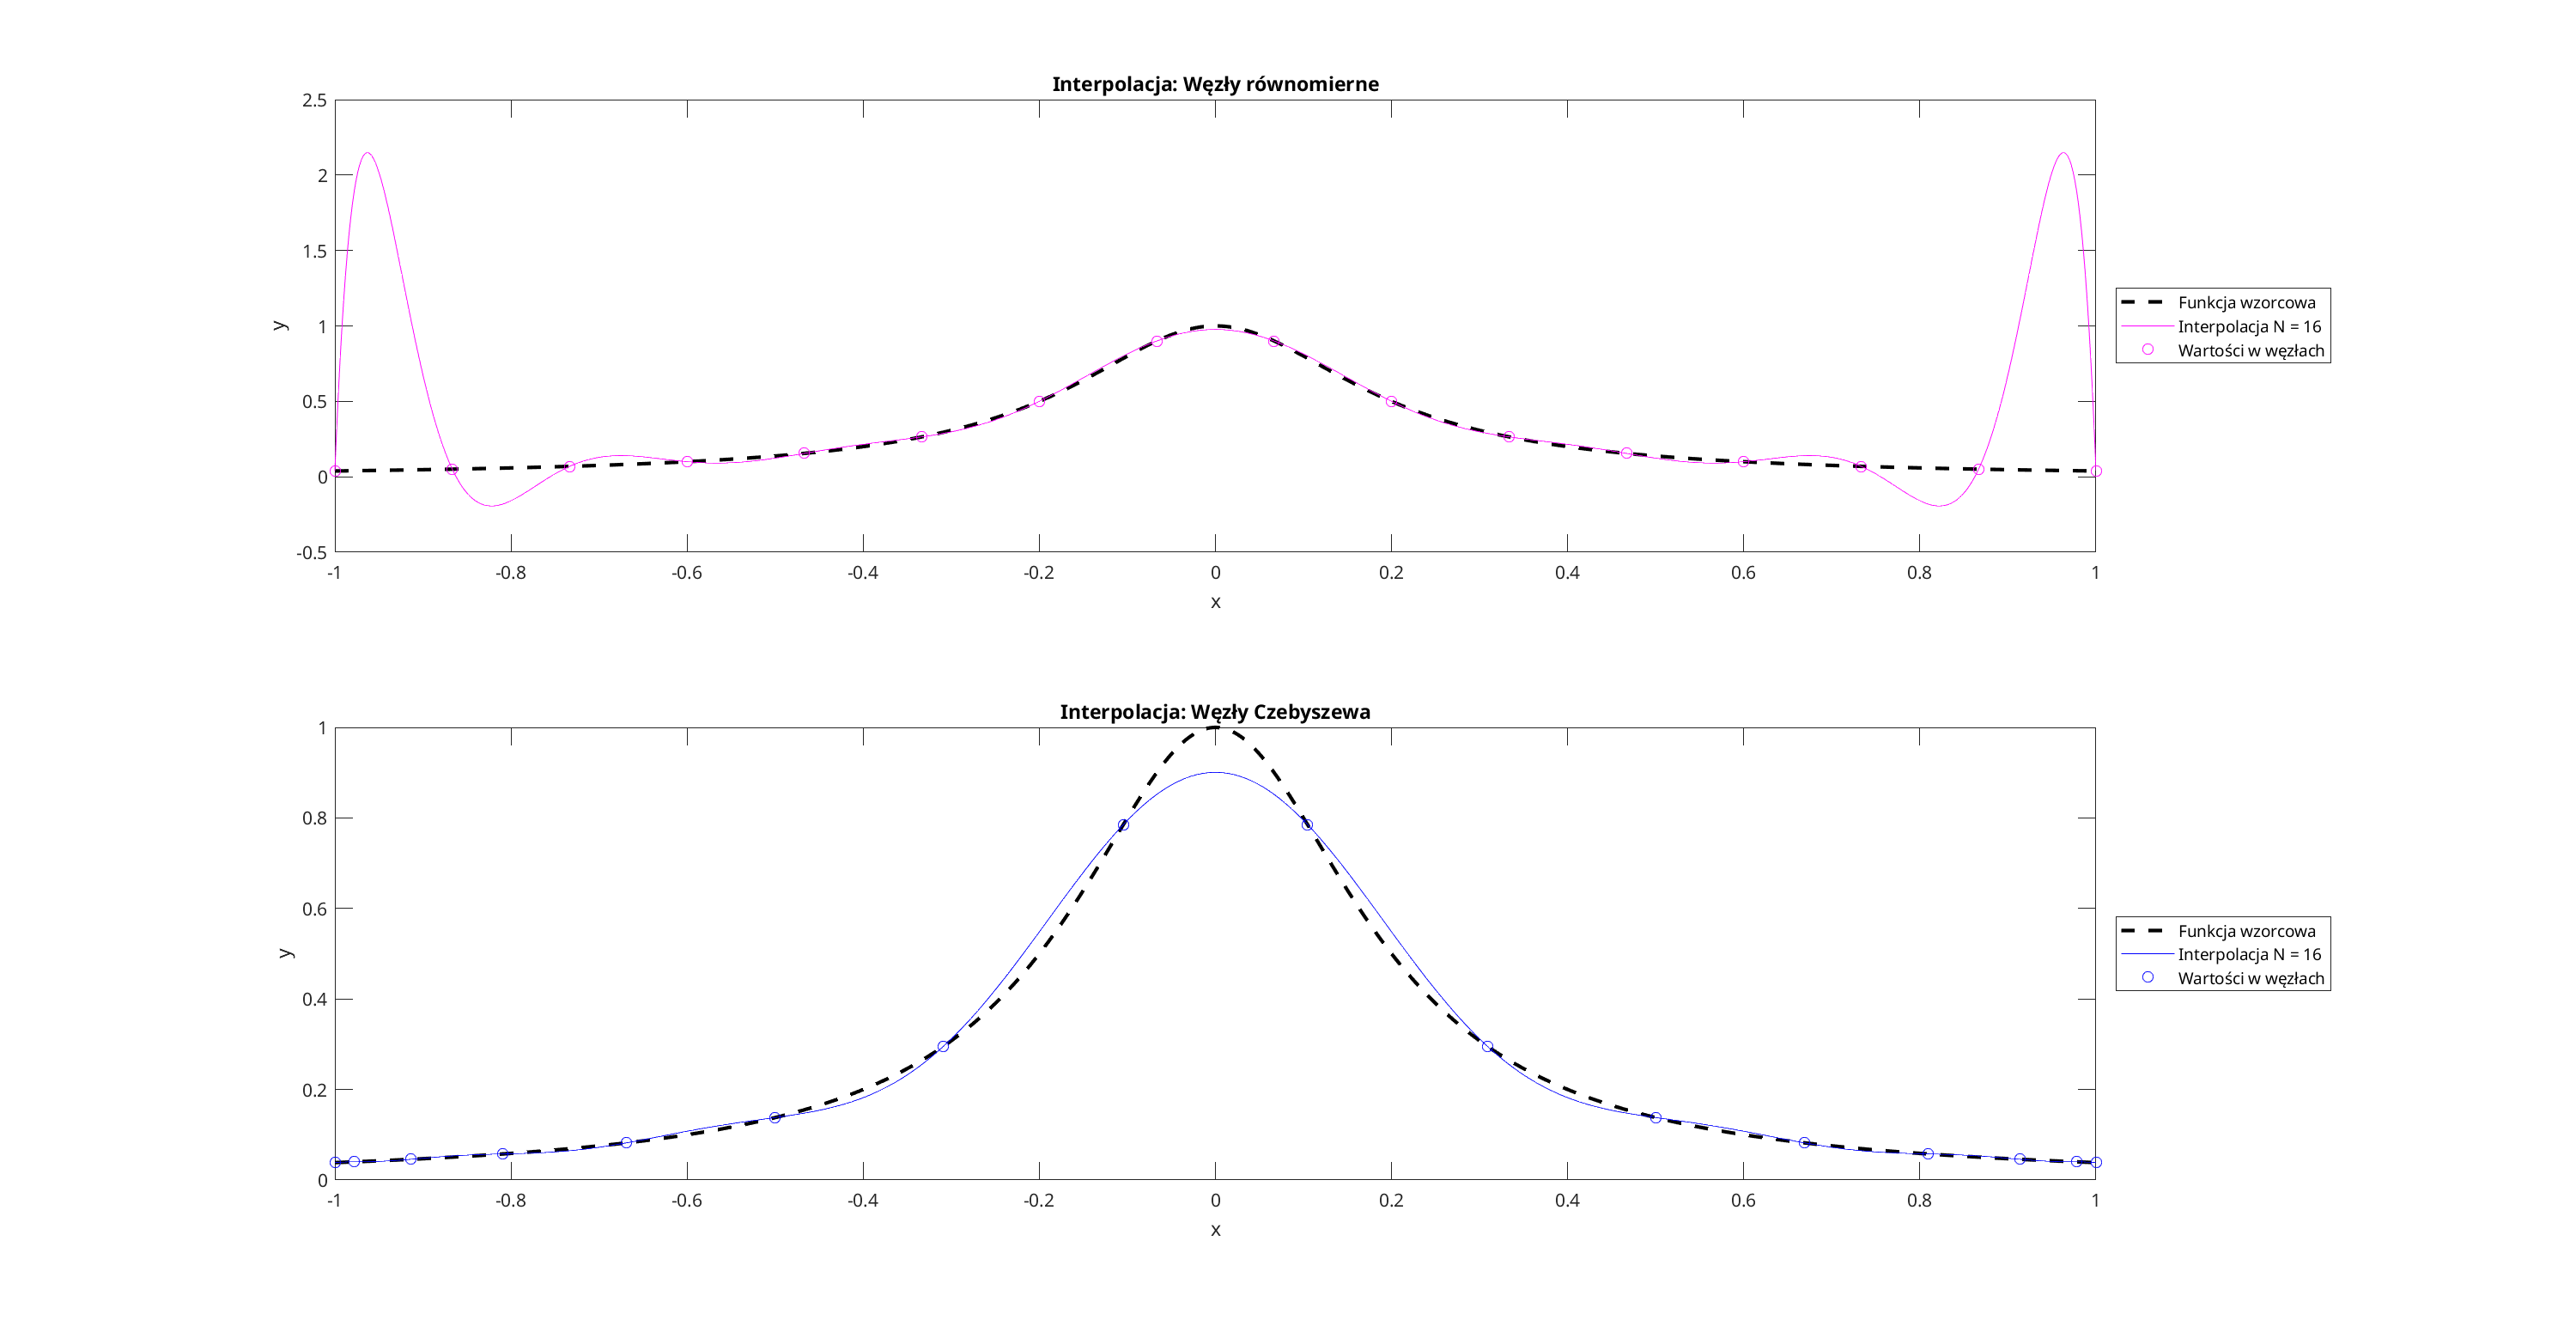 Interpolacja: Węzły równomierne
2.5
2
1.5
1
0.5
0
-0.5
y
-1 -0.8 -0.6 -0.4 -0.2 0 0.2 0.4 0.6 0.8 1
x
Funkcja wzorcowa
Interpolacja N = 16
Wartości w węzłach
Interpolacja: Węzły Czebyszewa
1
0.8
0.6
0.4
0.2
0
y
-1 -0.8 -0.6 -0.4 -0.2 0 0.2 0.4 0.6 0.8 1
x
Funkcja wzorcowa
Interpolacja N = 16
Wartości w węzłach